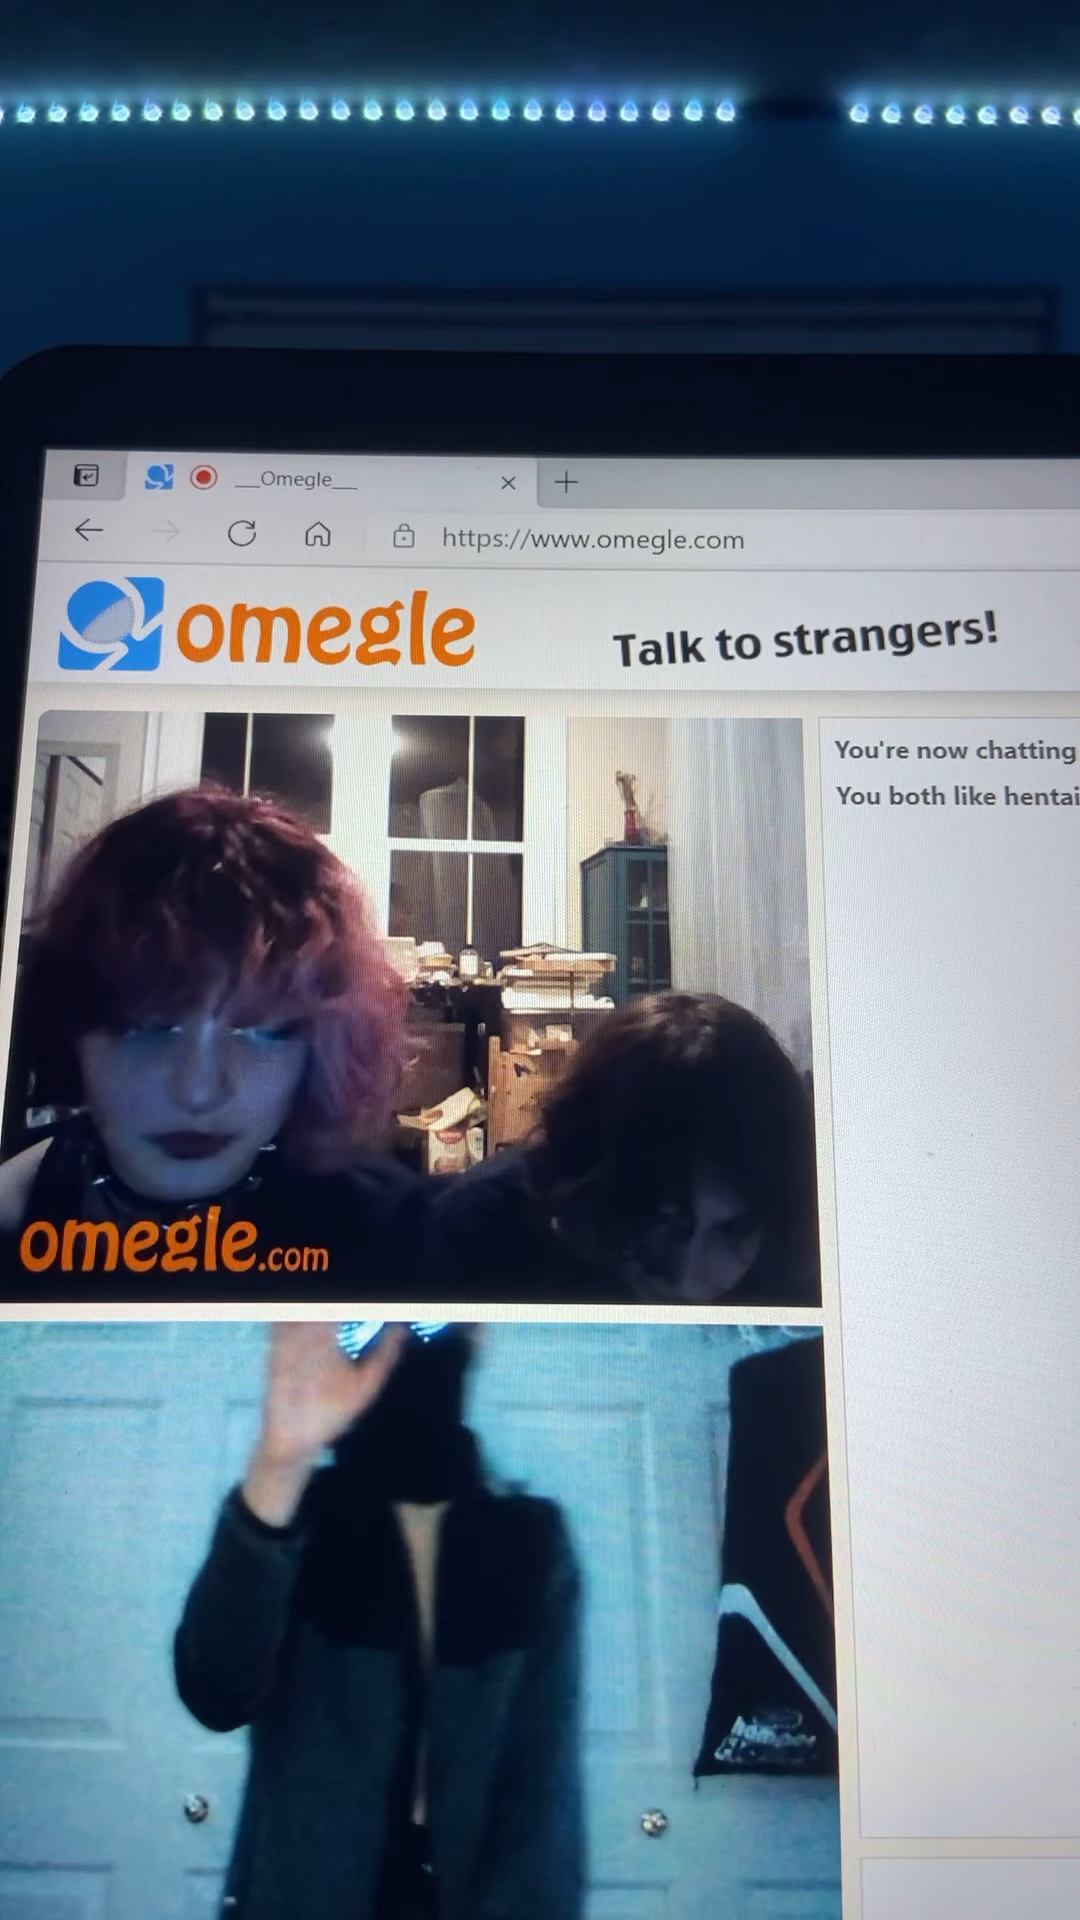 __Omegle__
https://www.omegle.com
omegle
Talk to strangers!
You're now chatting
You both like hentai
omegle.com